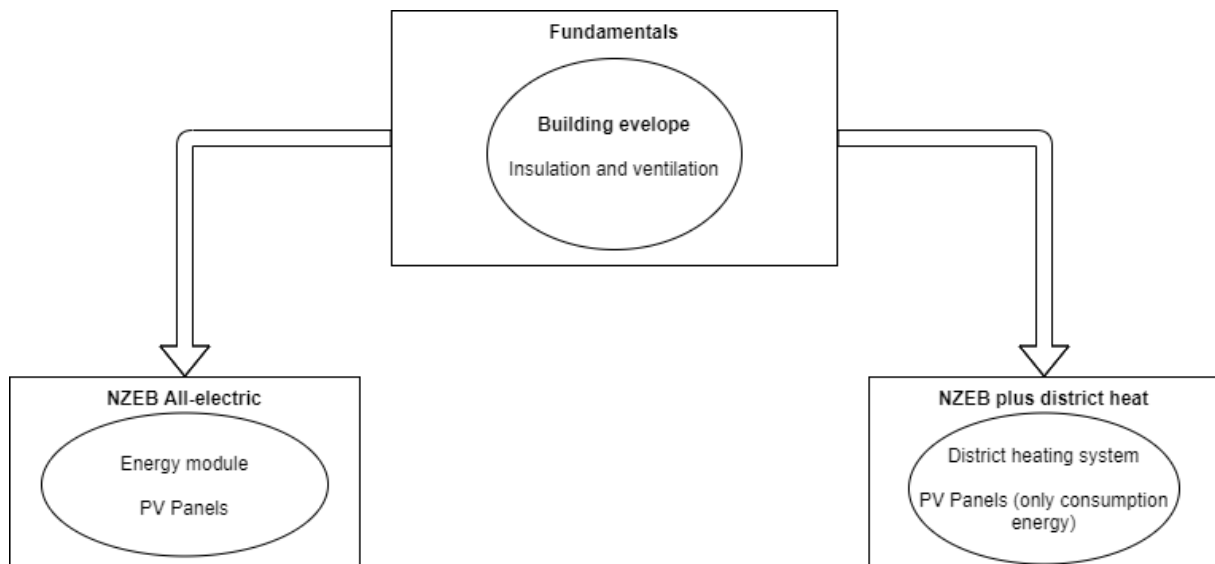 Fundamentals
Building evelope
Insulation and ventilation
NZEB All-electric
Energy module
PV Panels
NZEB plus district heat
District heating system
PV Panels (only consumption
energy)